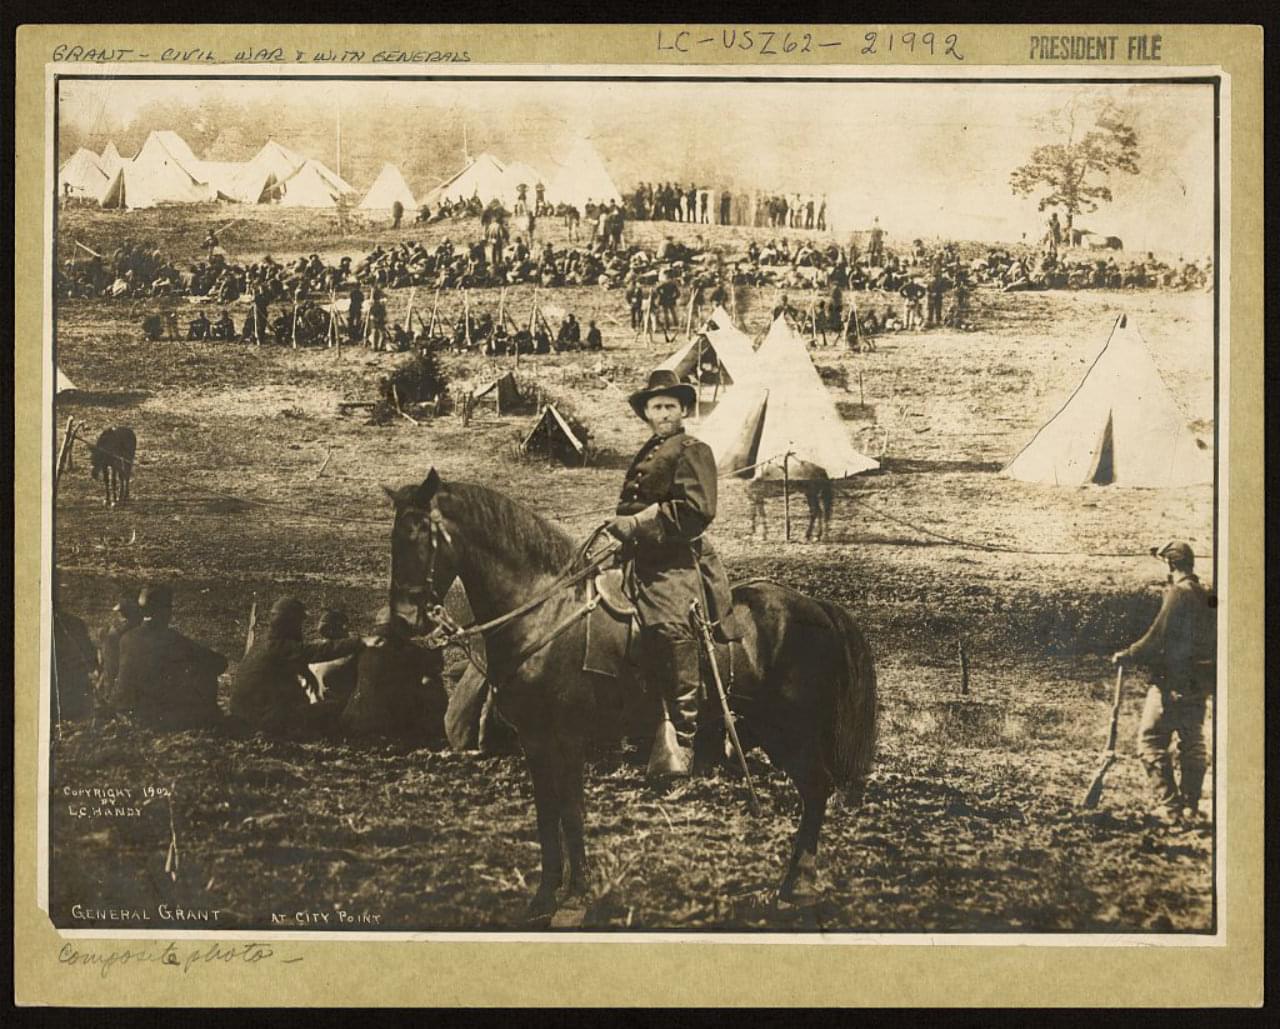 GRANT - CIVIL WAR & WITH GENERALS
LC-USZ62- 21992
PRESIDENT FILE
COPYRIGHT 1902
BY
L.C. HANDY
GENERAL GRANT AT CITY POINT
Composite photo -